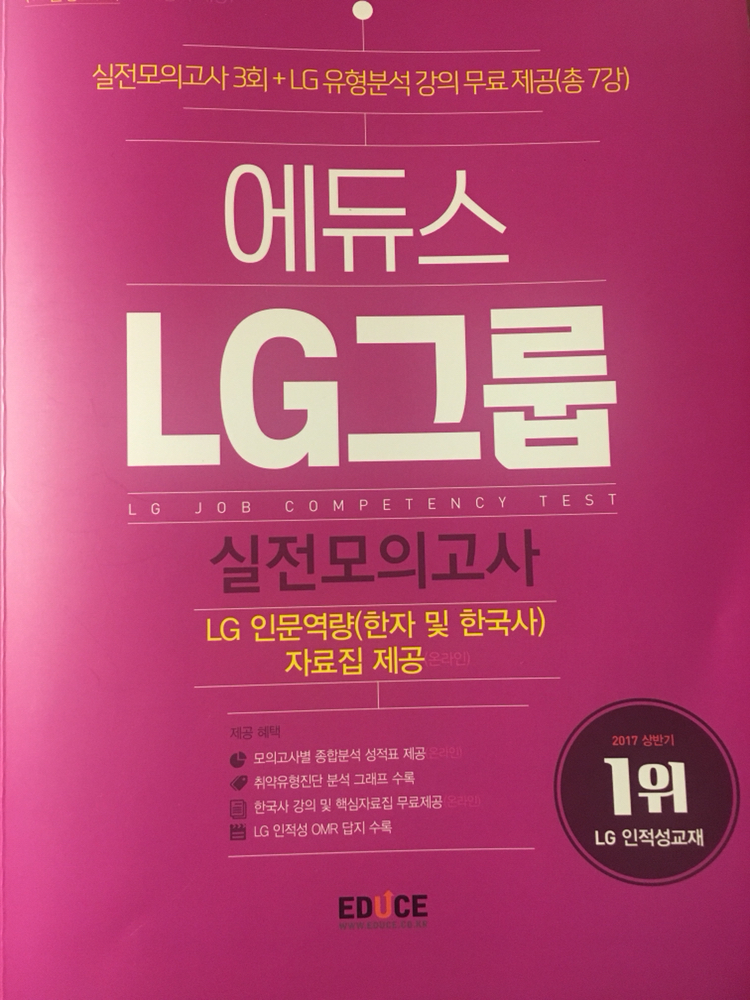 실전모의고사 3회 + LG 유형분석 강의 무료 제공(총 7강)
에듀스
LG그룹
LG JOB COMPETENCY TEST
실전모의고사
LG 인문역량(한자 및 한국사)
자료집 제공(온라인)
제공 혜택
모의고사별 종합분석 성적표 제공(온라인)
취약유형진단 분석 그래프 수록
한국사 강의 및 핵심자료집 무료제공(온라인)
LG 인적성 OMR 답지 수록
2017 상반기
1위
LG 인적성교재
EDUCE
WWW.EDUCE.CO.KR